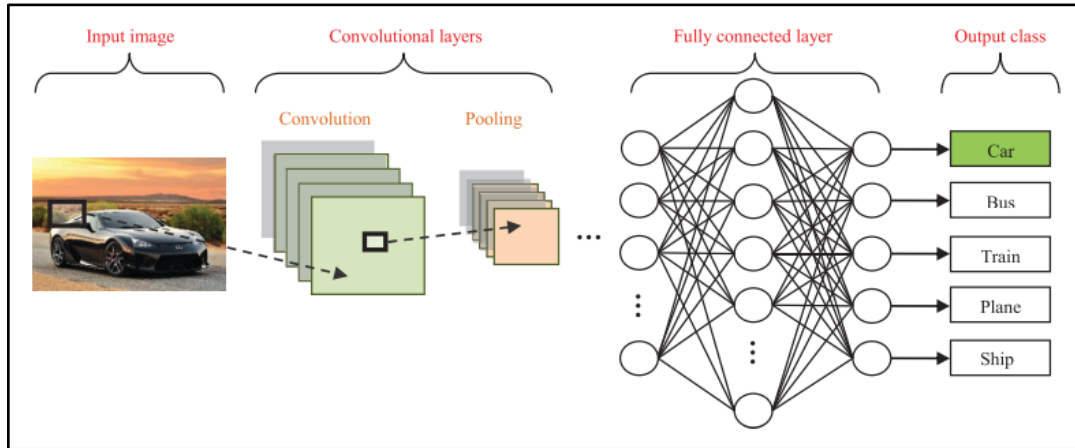 Input image
Convolutional layers
Fully connected layer
Output class
Convolution
Pooling
...
Car
Bus
Train
Plane
Ship